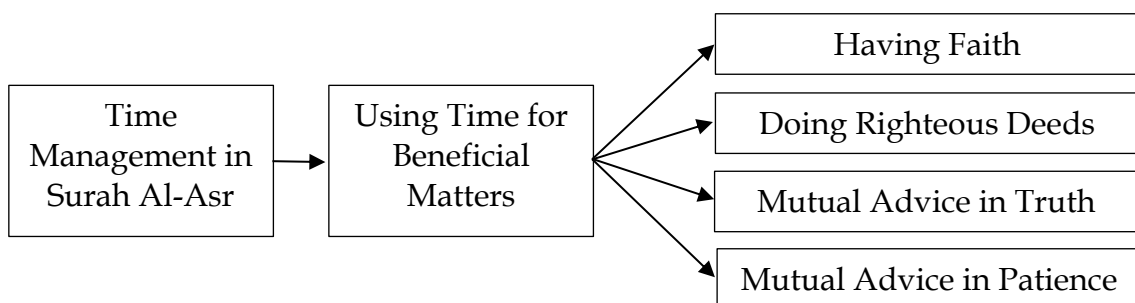 Time
Management in
Surah Al-Asr
Using Time for
Beneficial
Matters
Having Faith
Doing Righteous Deeds
Mutual Advice in Truth
Mutual Advice in Patience